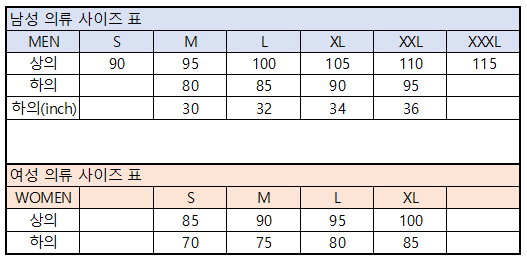 남성 의류 사이즈 표
MEN S M L XL XXL XXXL
상의 90 95 100 105 110 115
하의 80 85 90 95
하의(inch) 30 32 34 36
여성 의류 사이즈 표
WOMEN S M L XL
상의 85 90 95 100
하의 70 75 80 85